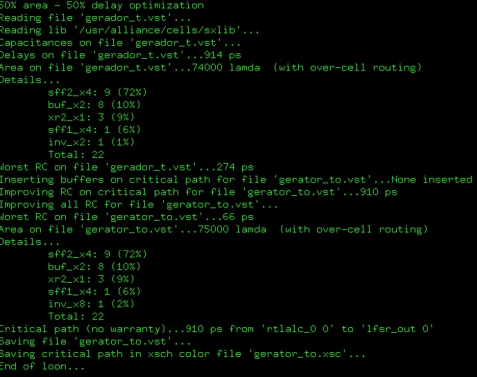 50% area - 50% delay optimization
Reading file 'gerador_t.vst'...
Reading lib '/usr/alliance/cells/sxlib'...
Capacitances on file 'gerador_t.vst'...
Delays on file 'gerador_t.vst'...914 ps
Area on file 'gerador_t.vst'...74000 lamda (with over-cell routing)
Details...
sff2_x4: 9 (72%)
buf_x2: 8 (10%)
xr2_x1: 3 (9%)
sff1_x4: 1 (6%)
inv_x2: 1 (1%)
Total: 22
Worst RC on file 'gerador_t.vst'...274 ps
Inserting buffers on critical path for file 'gerator_to.vst'...None inserted
Improving RC on critical path for file 'gerator_to.vst'...910 ps
Improving all RC for file 'gerator_to.vst'...
Worst RC on file 'gerator_to.vst'...66 ps
Area on file 'gerator_to.vst'...75000 lamda (with over-cell routing)
Details...
sff2_x4: 9 (72%)
buf_x2: 8 (10%)
xr2_x1: 3 (9%)
sff1_x4: 1 (6%)
inv_x8: 1 (2%)
Total: 22
Critical path (no warranty)...910 ps from 'rtlalc_0 0' to 'lfsr_out 0'
Saving file 'gerator_to.vst'...
Saving critical path in xsch color file 'gerator_to.xsc'...
End of loon...